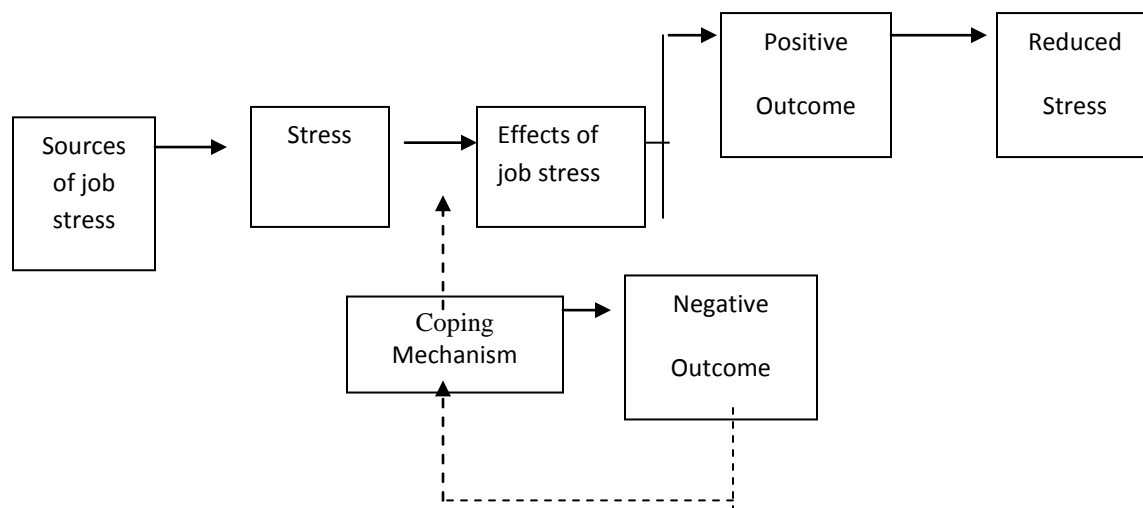 Sources
of job
stress
Stress
Effects of
job stress
Positive
Outcome
Reduced
Stress
Coping
Mechanism
Negative
Outcome